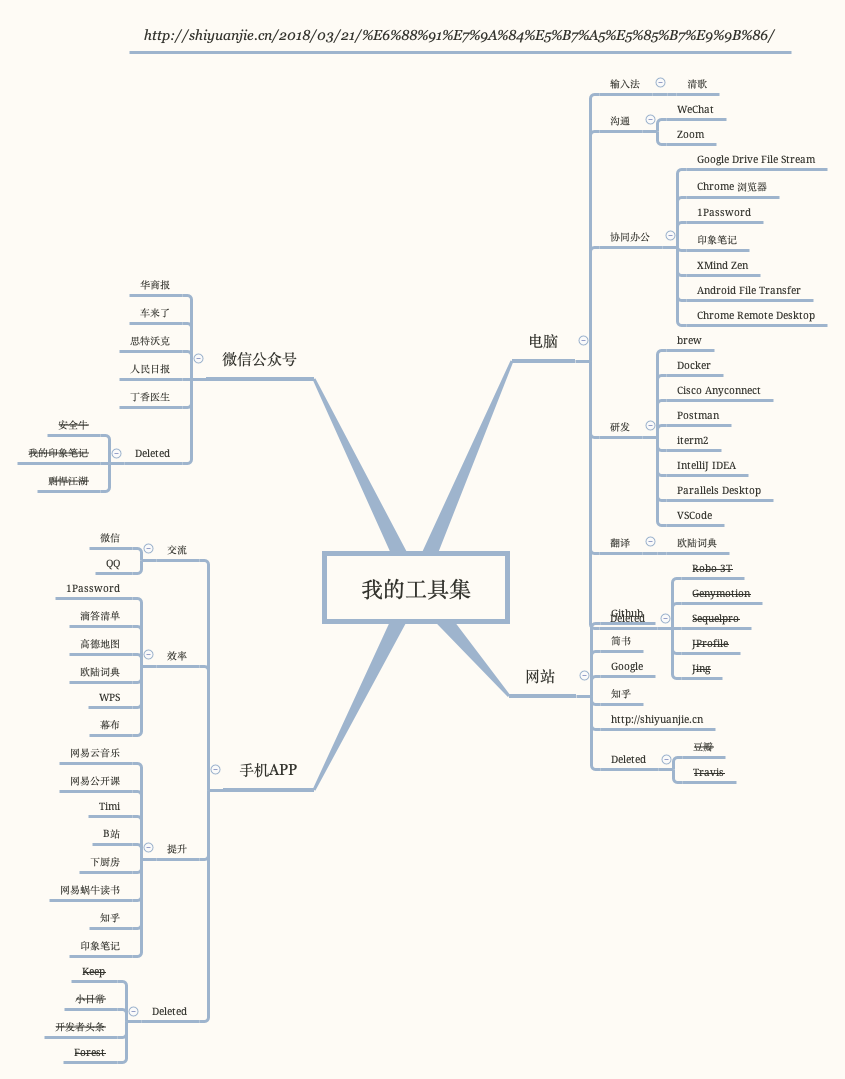 http://shiyuanjie.cn/2018/03/21/%E6%88%91%E7%9A%84%E5%B7%A5%E5%85%B7%E9%9B%86/
我的工具集
电脑
输入法
清歌
沟通
WeChat
Zoom
协同办公
Google Drive File Stream
Chrome 浏览器
1Password
印象笔记
XMind Zen
Android File Transfer
Chrome Remote Desktop
研发
brew
Docker
Cisco Anyconnect
Postman
iterm2
IntelliJ IDEA
Parallels Desktop
VSCode
翻译
欧陆词典
Deleted
Robo 3T
Genymotion
Sequelpro
JProfile
Jing
网站
Github
简书
Google
知乎
http://shiyuanjie.cn
Deleted
豆瓣
Travis
微信公众号
华商报
车来了
思特沃克
人民日报
丁香医生
Deleted
安全牛
我的印象笔记
剽悍江湖
手机APP
交流
微信
QQ
效率
1Password
滴答清单
高德地图
欧陆词典
WPS
幕布
提升
网易云音乐
网易公开课
Timi
B站
下厨房
网易蜗牛读书
知乎
印象笔记
Deleted
Keep
小日常
开发者头条
Forest